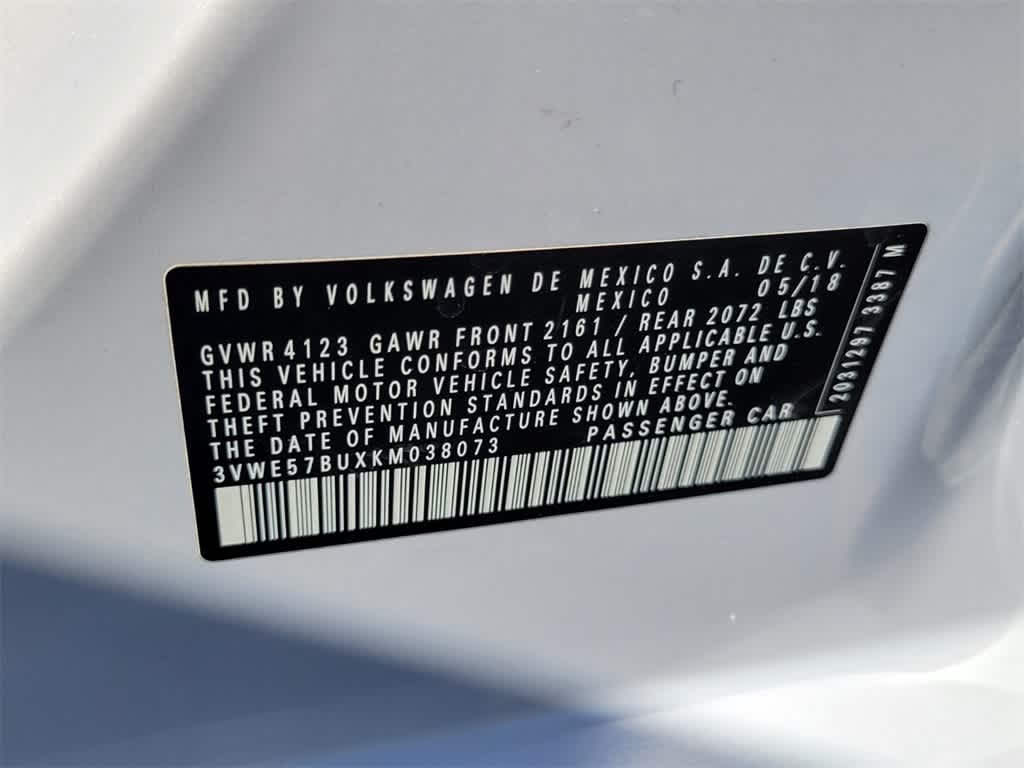 MFD BY VOLKSWAGEN DE MEXICO S.A. DE C.V.
MEXICO 05/18
GVWR 4123 GAWR FRONT 2161 / REAR 2072 LBS
THIS VEHICLE CONFORMS TO ALL APPLICABLE U.S.
FEDERAL MOTOR VEHICLE SAFETY, BUMPER AND
THEFT PREVENTION STANDARDS IN EFFECT ON
THE DATE OF MANUFACTURE SHOWN ABOVE.
3VWE57BUXKM038073 PASSENGER CAR
2031297 3387 M